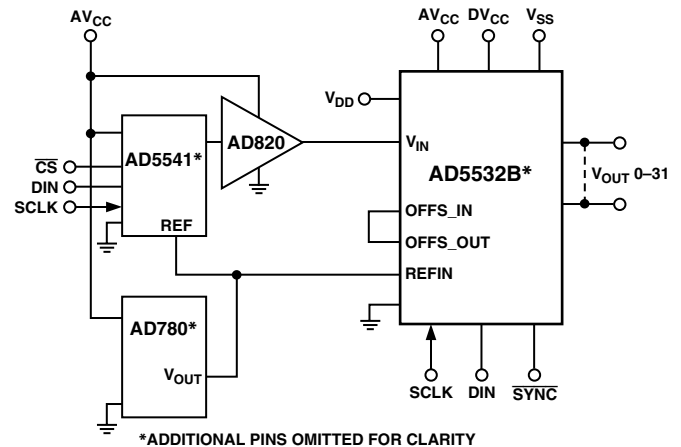 AVCC
AVCC DVCC VSS
VDD
AD5541*
AD820
VIN
CS
DIN
SCLK
REF
AD5532B*
VOUT 0–31
OFFS_IN
OFFS_OUT
REFIN
AD780*
VOUT
SCLK DIN SYNC
*ADDITIONAL PINS OMITTED FOR CLARITY